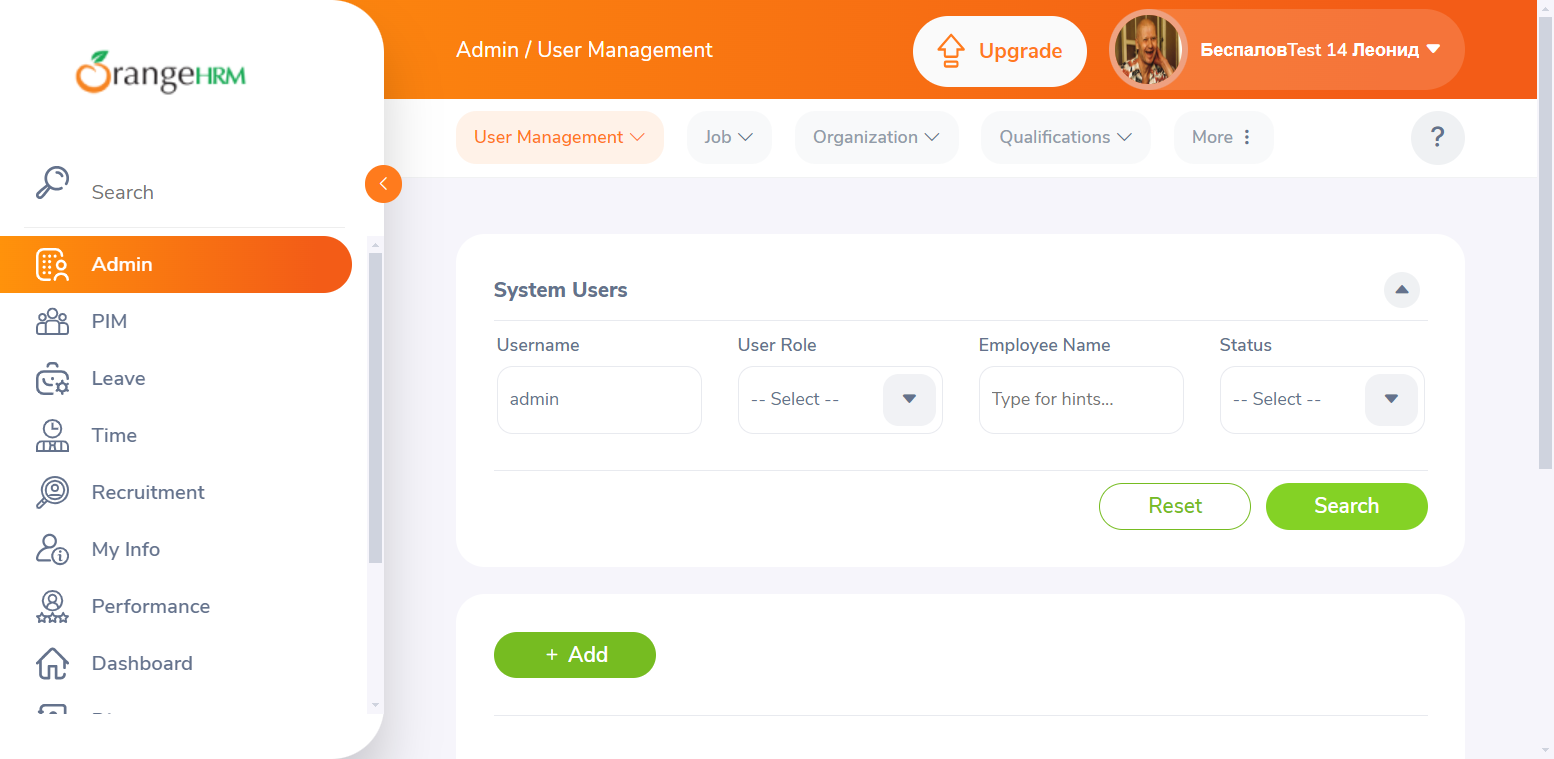 OrangeHRM
Admin / User Management
Upgrade
БеспаловTest 14 Леонид
User Management
Job
Organization
Qualifications
More
?
Search
Admin
PIM
Leave
Time
Recruitment
My Info
Performance
Dashboard
System Users
Username
User Role
Employee Name
Status
admin
-- Select --
Type for hints...
-- Select --
Reset
Search
+ Add